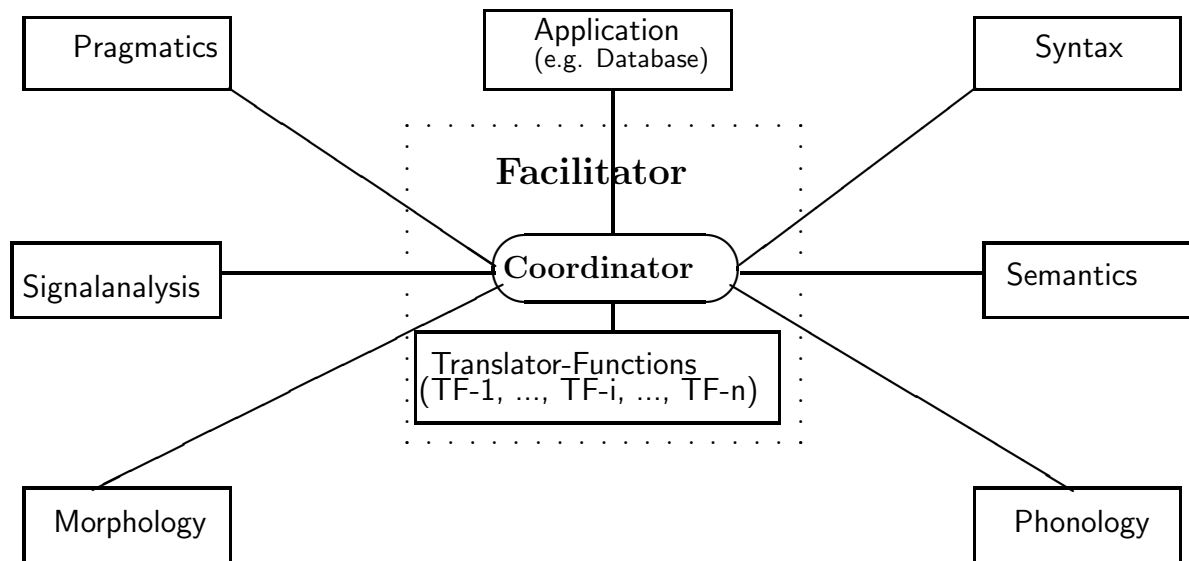 Pragmatics
Application
(e.g. Database)
Syntax
Facilitator
Signalanalysis
Coordinator
Semantics
Translator-Functions
(TF-1, ..., TF-i, ..., TF-n)
Morphology
Phonology